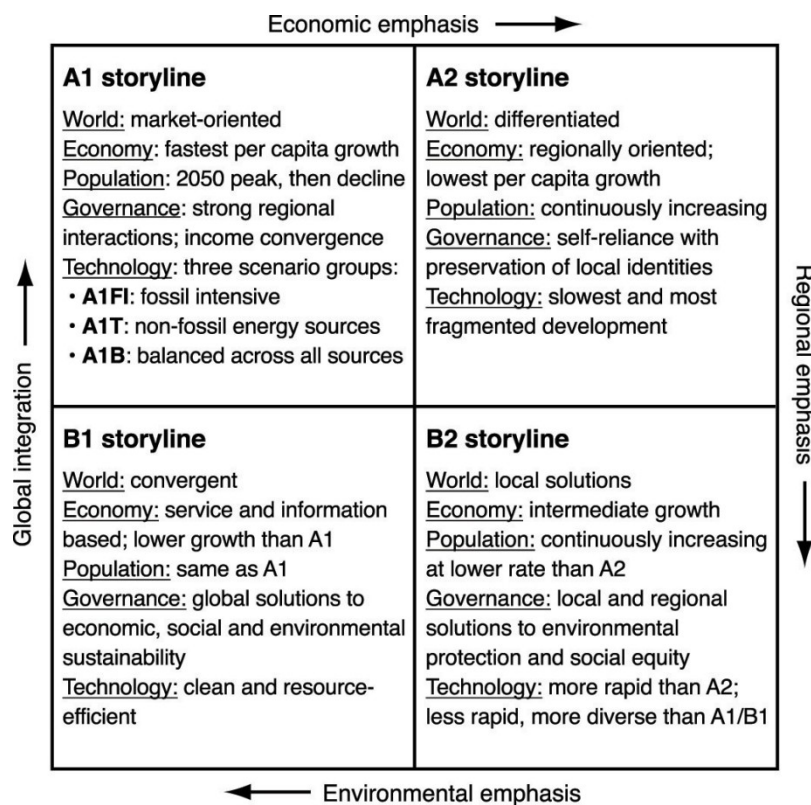 Economic emphasis
A1 storyline
World: market-oriented
Economy: fastest per capita growth
Population: 2050 peak, then decline
Governance: strong regional
interactions; income convergence
Technology: three scenario groups:
• A1FI: fossil intensive
• A1T: non-fossil energy sources
• A1B: balanced across all sources
A2 storyline
World: differentiated
Economy: regionally oriented;
lowest per capita growth
Population: continuously increasing
Governance: self-reliance with
preservation of local identities
Technology: slowest and most
fragmented development
Global integration
Regional emphasis
B1 storyline
World: convergent
Economy: service and information
based; lower growth than A1
Population: same as A1
Governance: global solutions to
economic, social and environmental
sustainability
Technology: clean and resource-
efficient
B2 storyline
World: local solutions
Economy: intermediate growth
Population: continuously increasing
at lower rate than A2
Governance: local and regional
solutions to environmental
protection and social equity
Technology: more rapid than A2;
less rapid, more diverse than A1/B1
Environmental emphasis